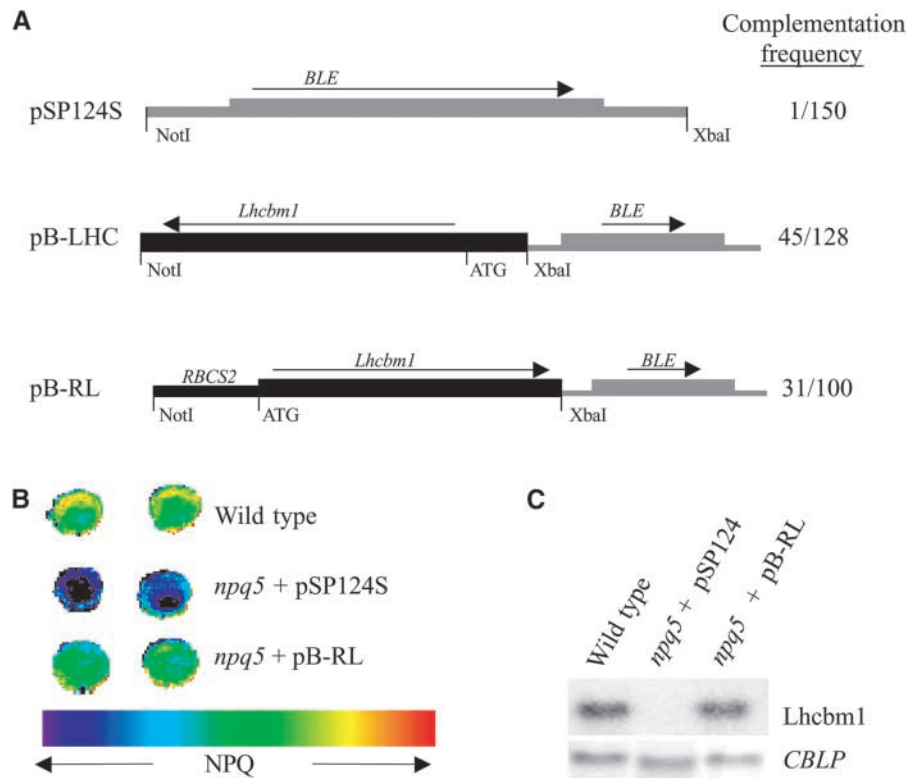 A
Complementation
frequency
BLE
pSP124S
1/150
NotI
XbaI
Lhcbm1
BLE
pB-LHC
45/128
NotI
ATG
XbaI
RBCS2
Lhcbm1
BLE
pB-RL
31/100
NotI
ATG
XbaI
B
Wild type
npq5 + pSP124S
npq5 + pB-RL
NPQ
C
Wild type
npq5 + pSP124
npq5 + pB-RL
Lhcbm1
CBLP